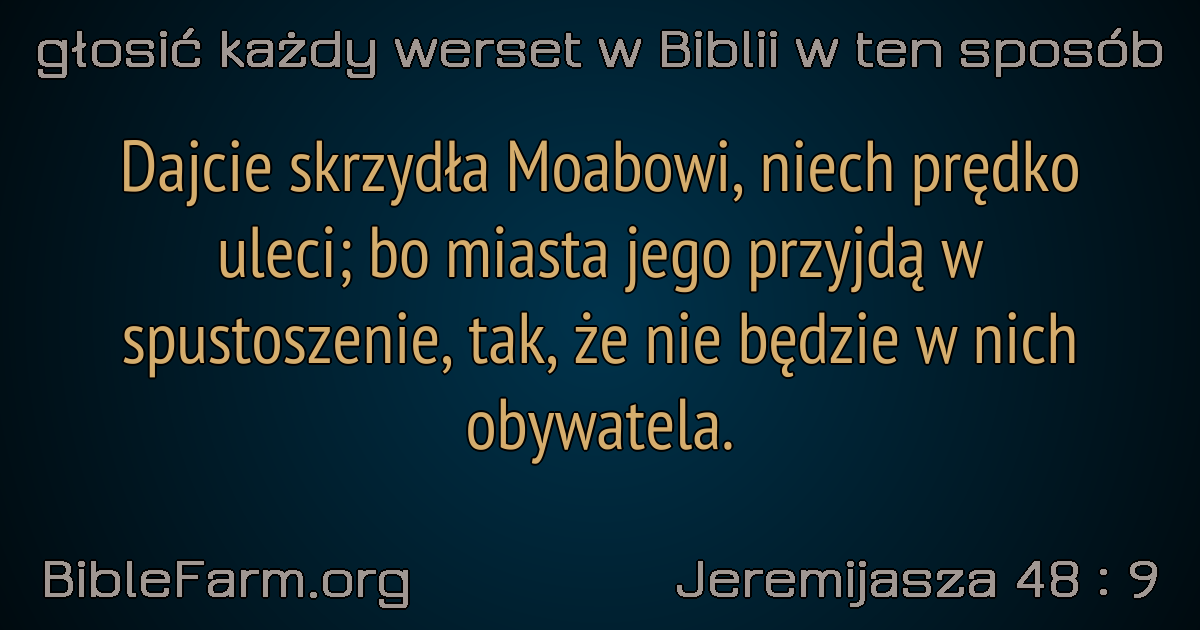 głosić każdy werset w Biblii w ten sposób
Dajcie skrzydła Moabowi, niech prędko
uleci; bo miasta jego przyjdą w
spustoszenie, tak, że nie będzie w nich
obywatela.
BibleFarm.org
Jeremijasza 48 : 9